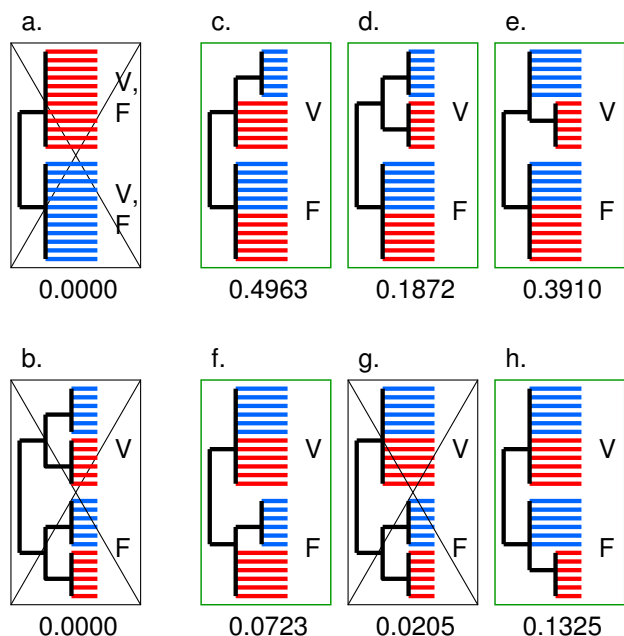 a.
c.
d.
e.
V,
F
V,
F
V
F
V
F
V
F
0.0000
0.4963
0.1872
0.3910
b.
f.
g.
h.
V
F
V
F
V
F
V
F
0.0000
0.0723
0.0205
0.1325